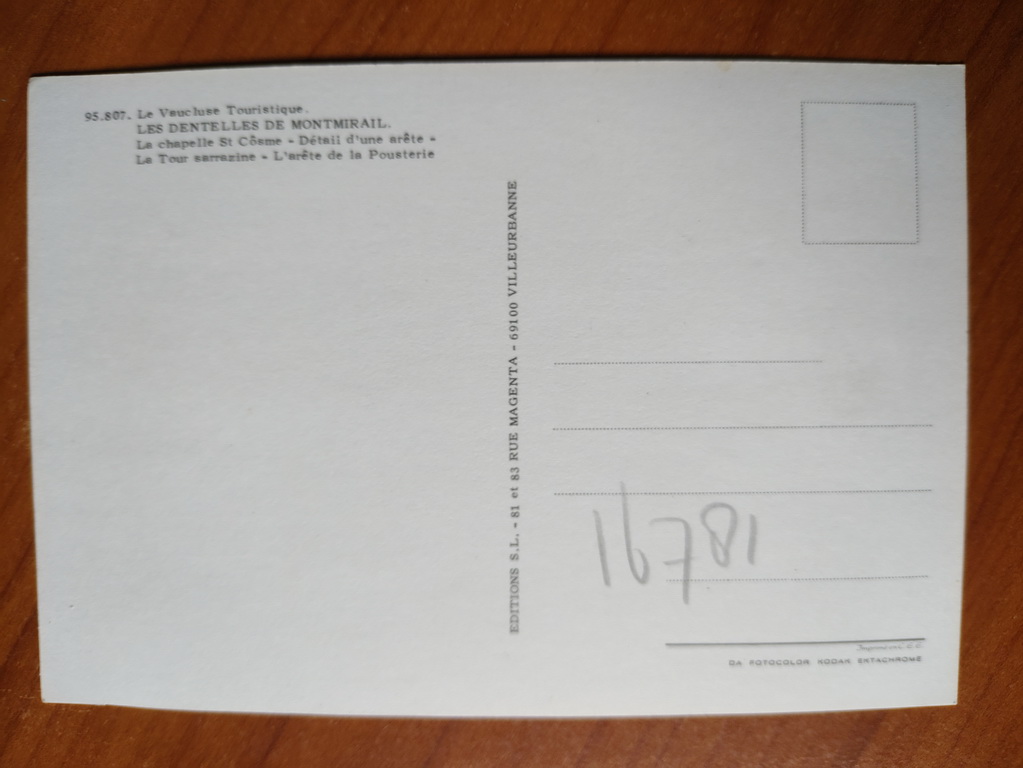 95.807. Le Vaucluse Touristique.
LES DENTELLES DE MONTMIRAIL.
La chapelle St Côsme - Détail d'une arête -
La Tour sarrazine - L'arête de la Pousterie
EDITIONS S.L. - 81 et 83 RUE MAGENTA - 69100 VILLEURBANNE
16781
DA FOTOCOLOR KODAK EKTACHROME